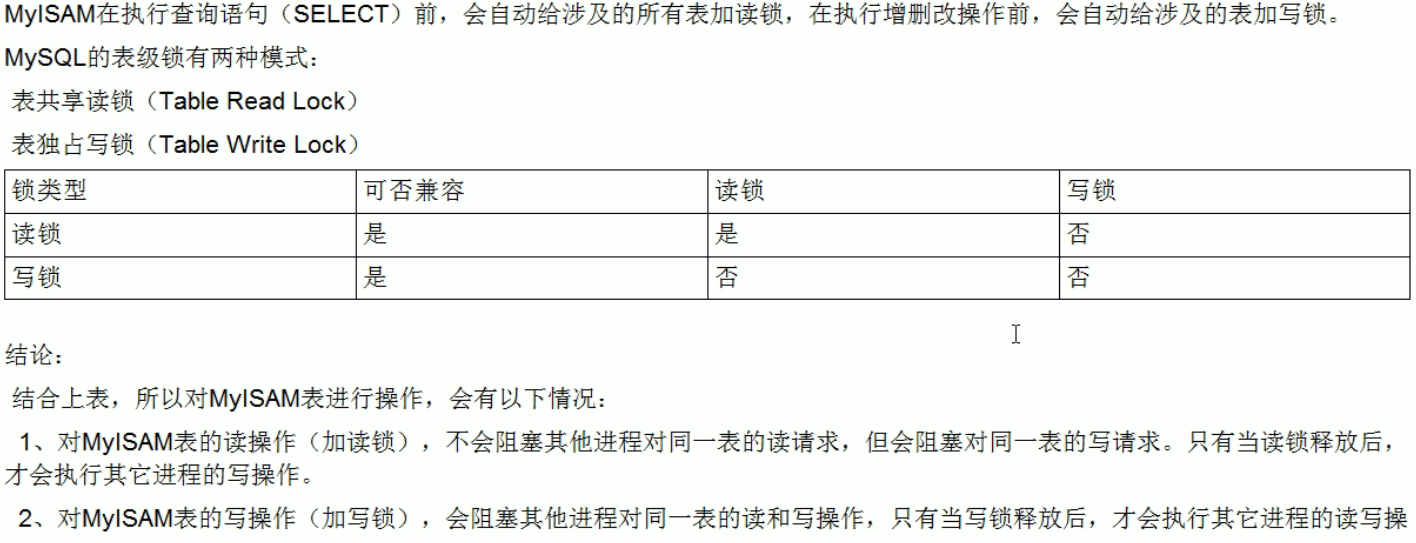 MyISAM在执行查询语句（SELECT）前，会自动给涉及的所有表加读锁，在执行增删改操作前，会自动给涉及的表加写锁。
MySQL的表级锁有两种模式：
表共享读锁（Table Read Lock）
表独占写锁（Table Write Lock）
锁类型 可否兼容 读锁 写锁
读锁 是 是 否
写锁 是 否 否
结论：
结合上表，所以对MyISAM表进行操作，会有以下情况：
1、对MyISAM表的读操作（加读锁），不会阻塞其他进程对同一表的读请求，但会阻塞对同一表的写请求。只有当读锁释放后，
才会执行其它进程的写操作。
2、对MyISAM表的写操作（加写锁），会阻塞其他进程对同一表的读和写操作，只有当写锁释放后，才会执行其它进程的读写操